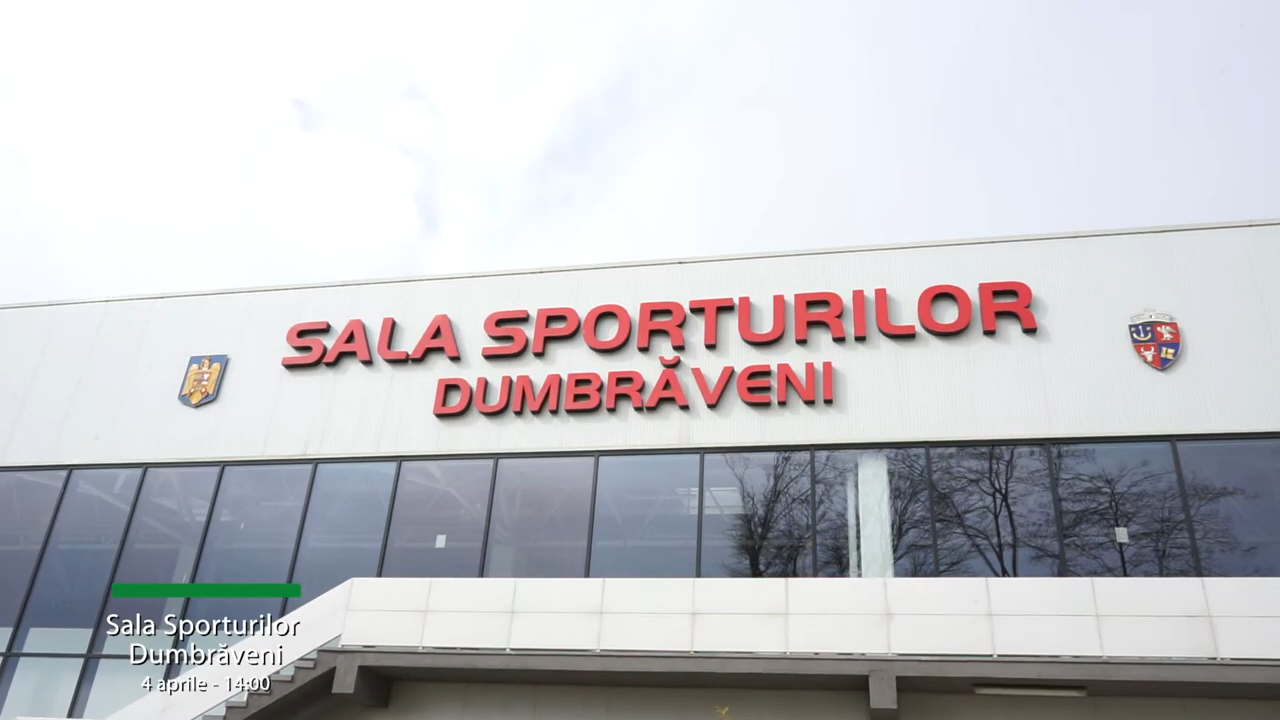 SALA SPORTURILOR
DUMBRĂVENI
Sala Sporturilor
Dumbrăveni
4 aprilie - 14:00